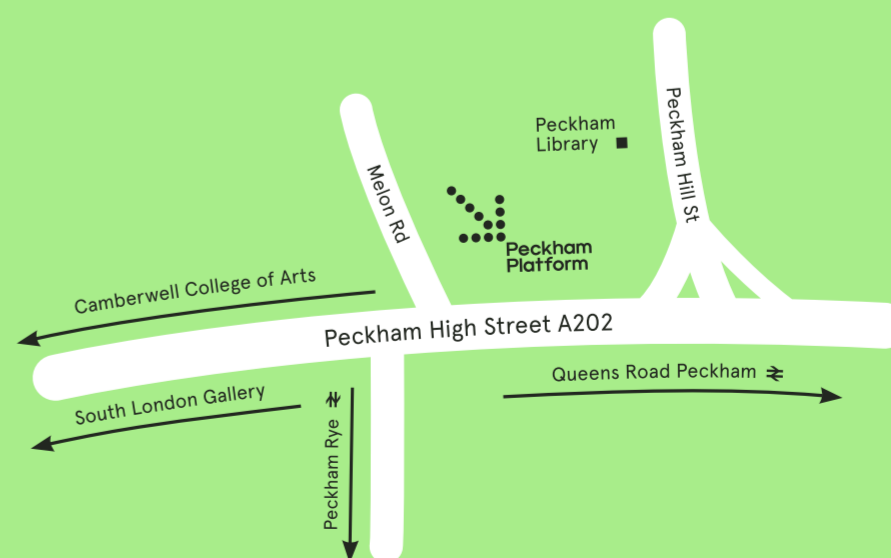 Peckham Hill St
Peckham
Library
Melon Rd
Peckham
Platform
Camberwell College of Arts
Peckham High Street A202
Queens Road Peckham
South London Gallery
Peckham Rye